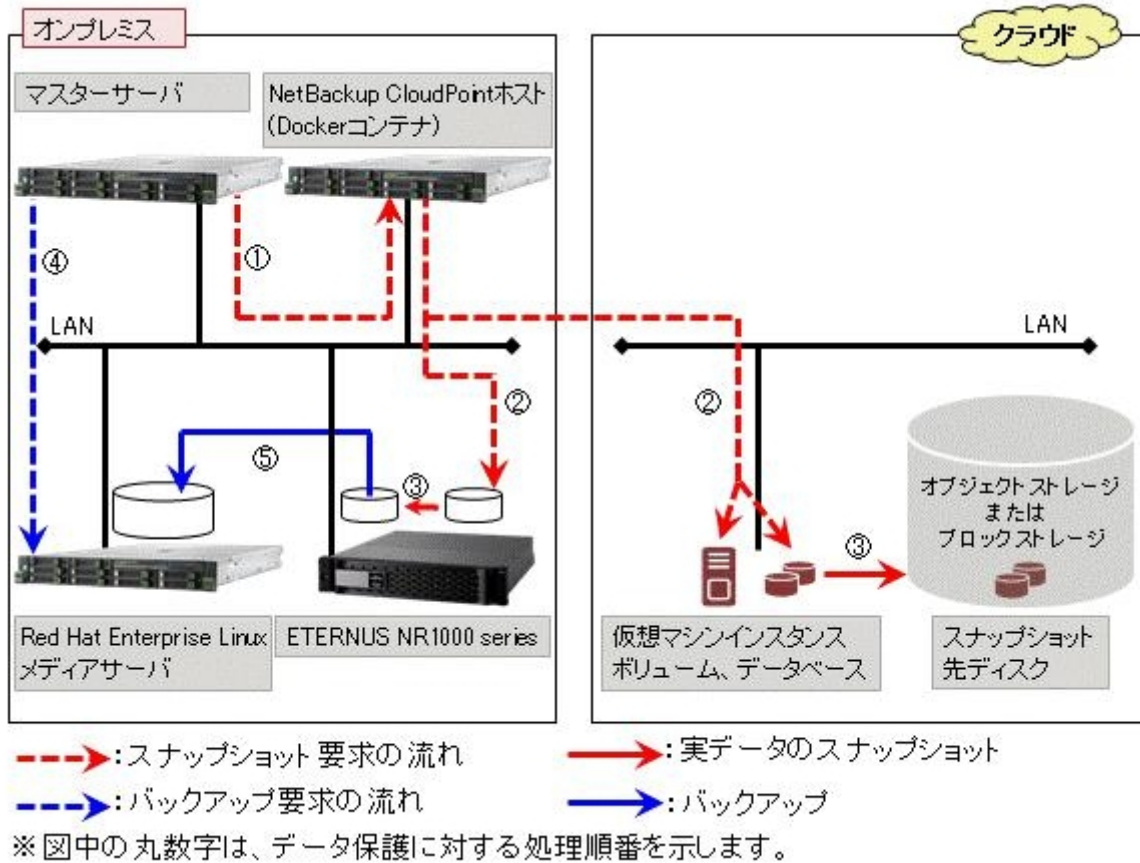 オンプレミス
クラウド
マスターサーバ
NetBackup CloudPointホスト
(Dockerコンテナ)
④
①
LAN
LAN
②
②
⑤
③
③
オブジェクトストレージ
または
ブロックストレージ
Red Hat Enterprise Linux
メディアサーバ
ETERNUS NR1000 series
仮想マシンインスタンス
ボリューム、データベース
スナップショット
先ディスク
:スナップショット要求の流れ
:実データのスナップショット
:バックアップ要求の流れ
:バックアップ
※図中の丸数字は、データ保護に対する処理順番を示します。